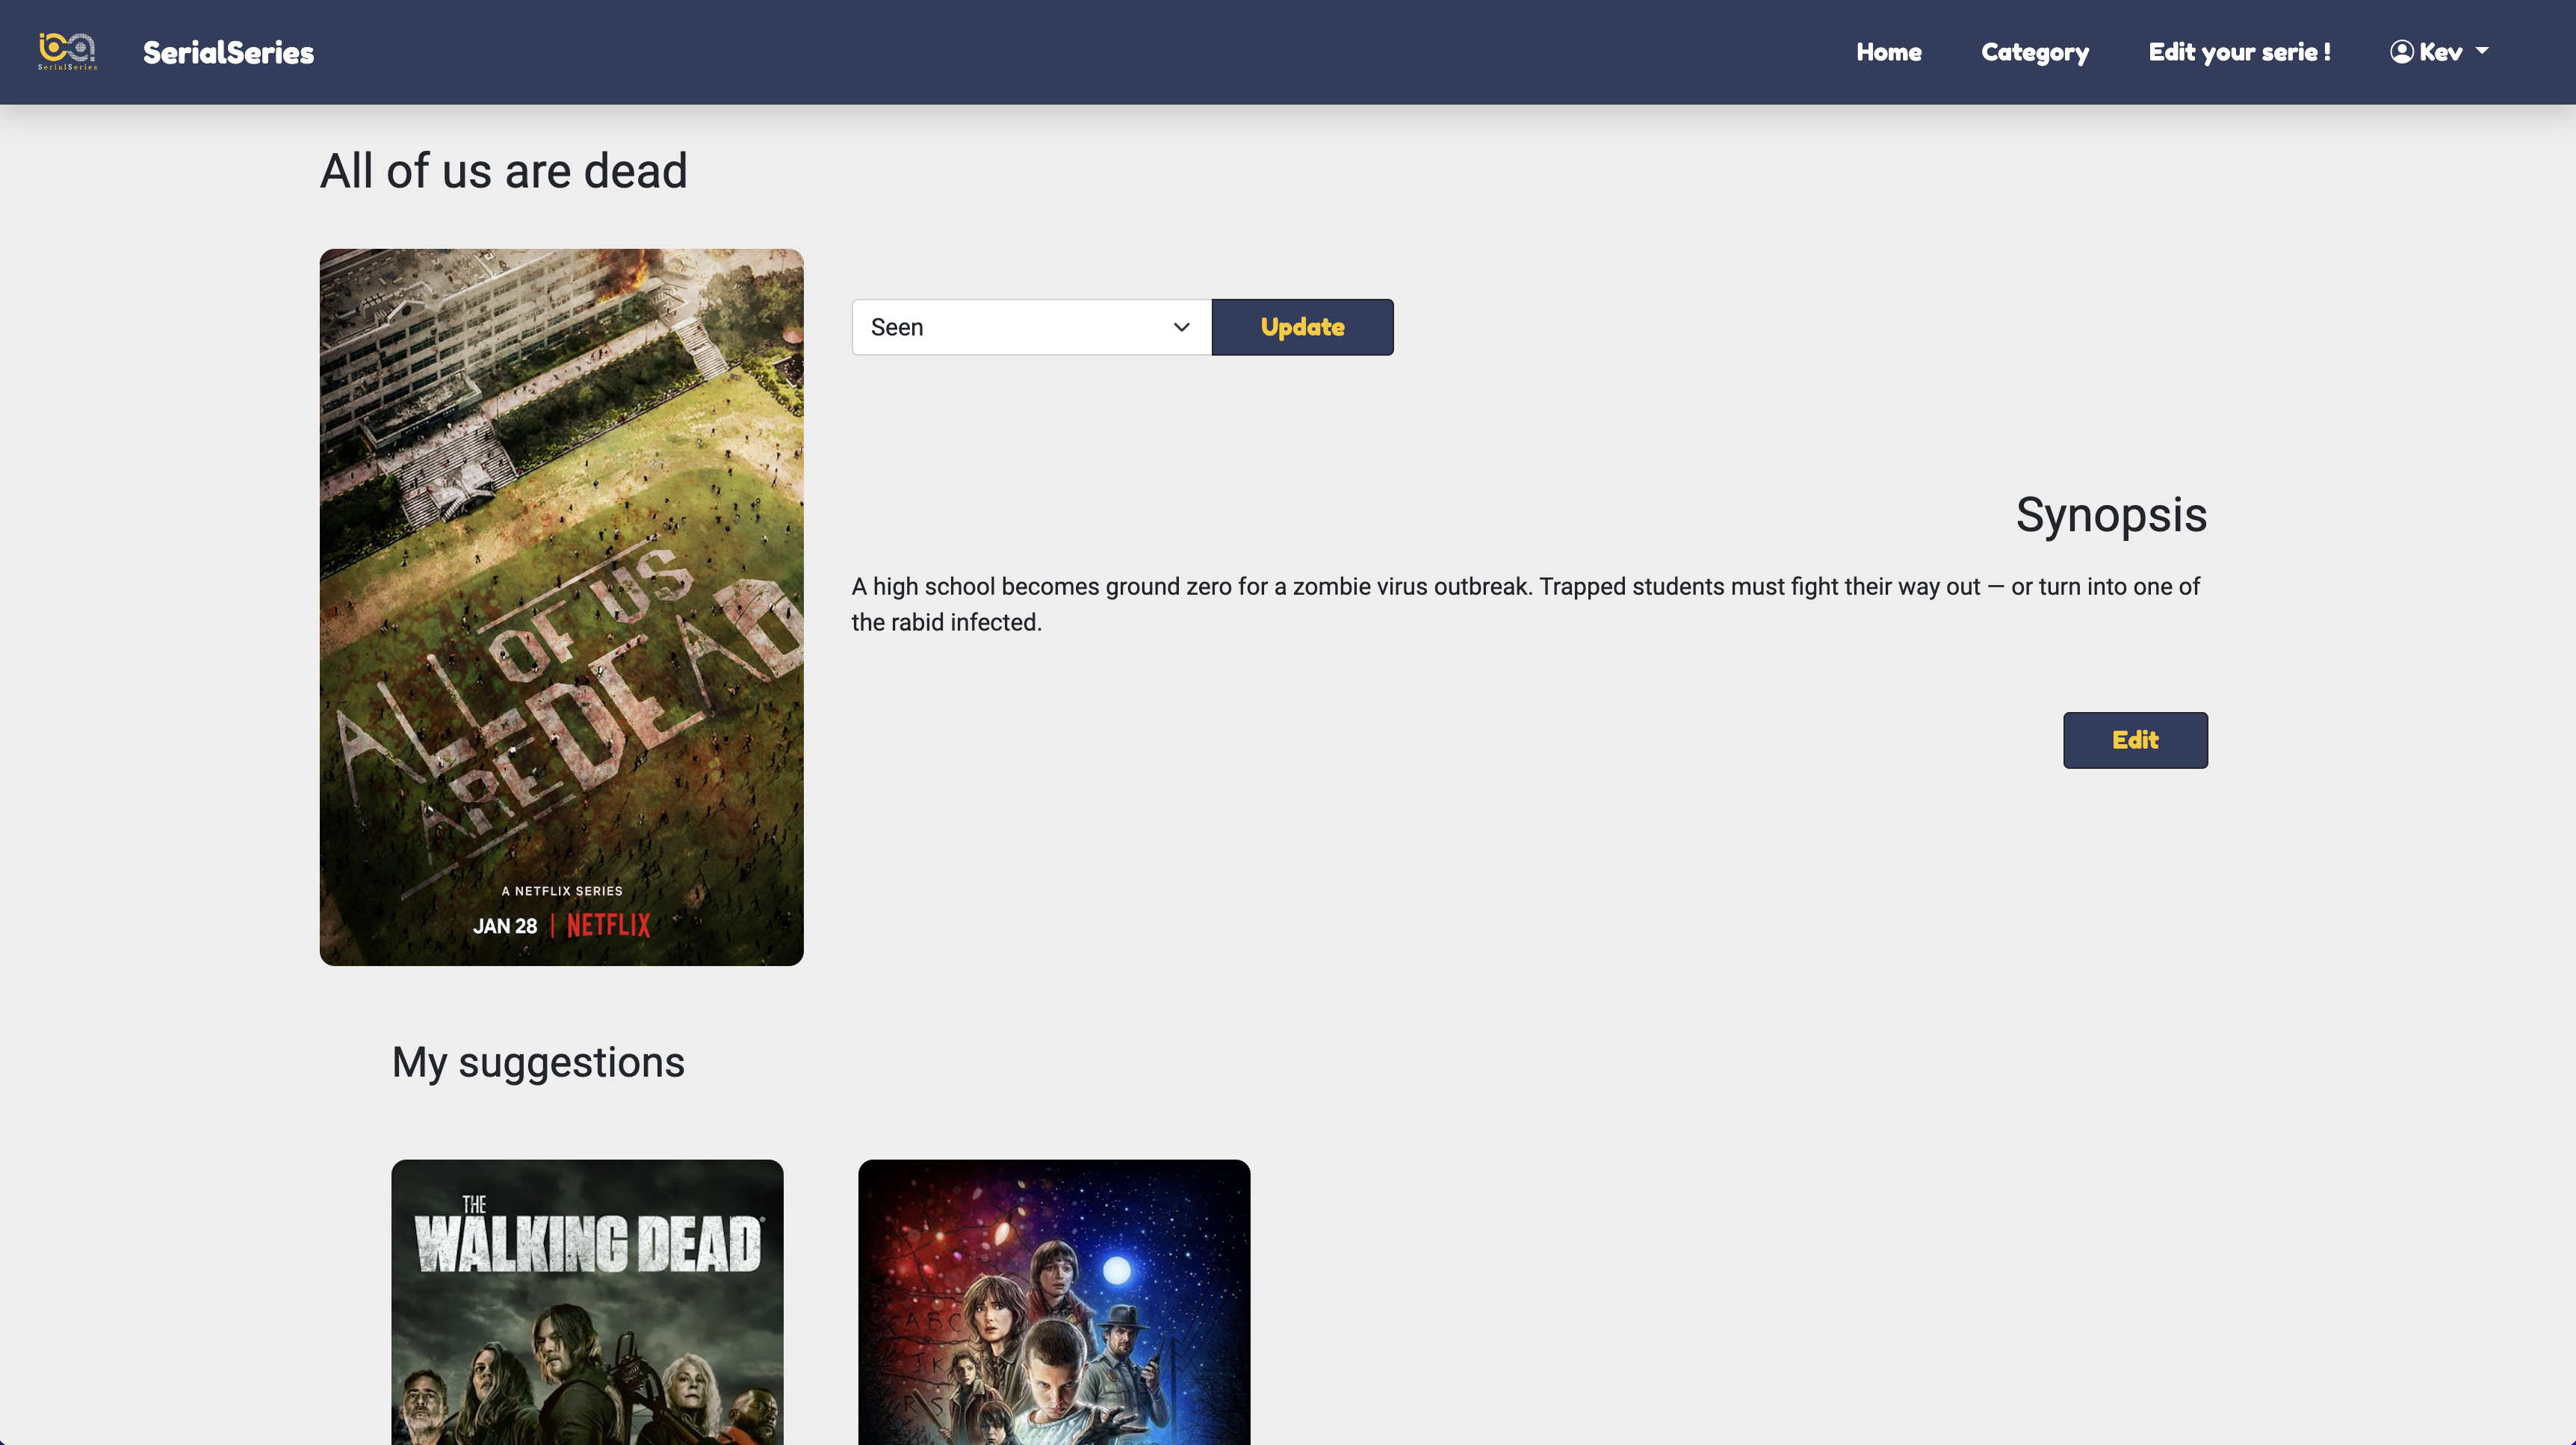 SerialSeries
SerialSeries
Home
Category
Edit your serie !
Kev
All of us are dead
ALL OF US
ARE DEAD
A NETFLIX SERIES
JAN 28 | NETFLIX
Seen
Update
Synopsis
A high school becomes ground zero for a zombie virus outbreak. Trapped students must fight their way out — or turn into one of
the rabid infected.
Edit
My suggestions
THE
WALKING DEAD
A B C
J K
R S